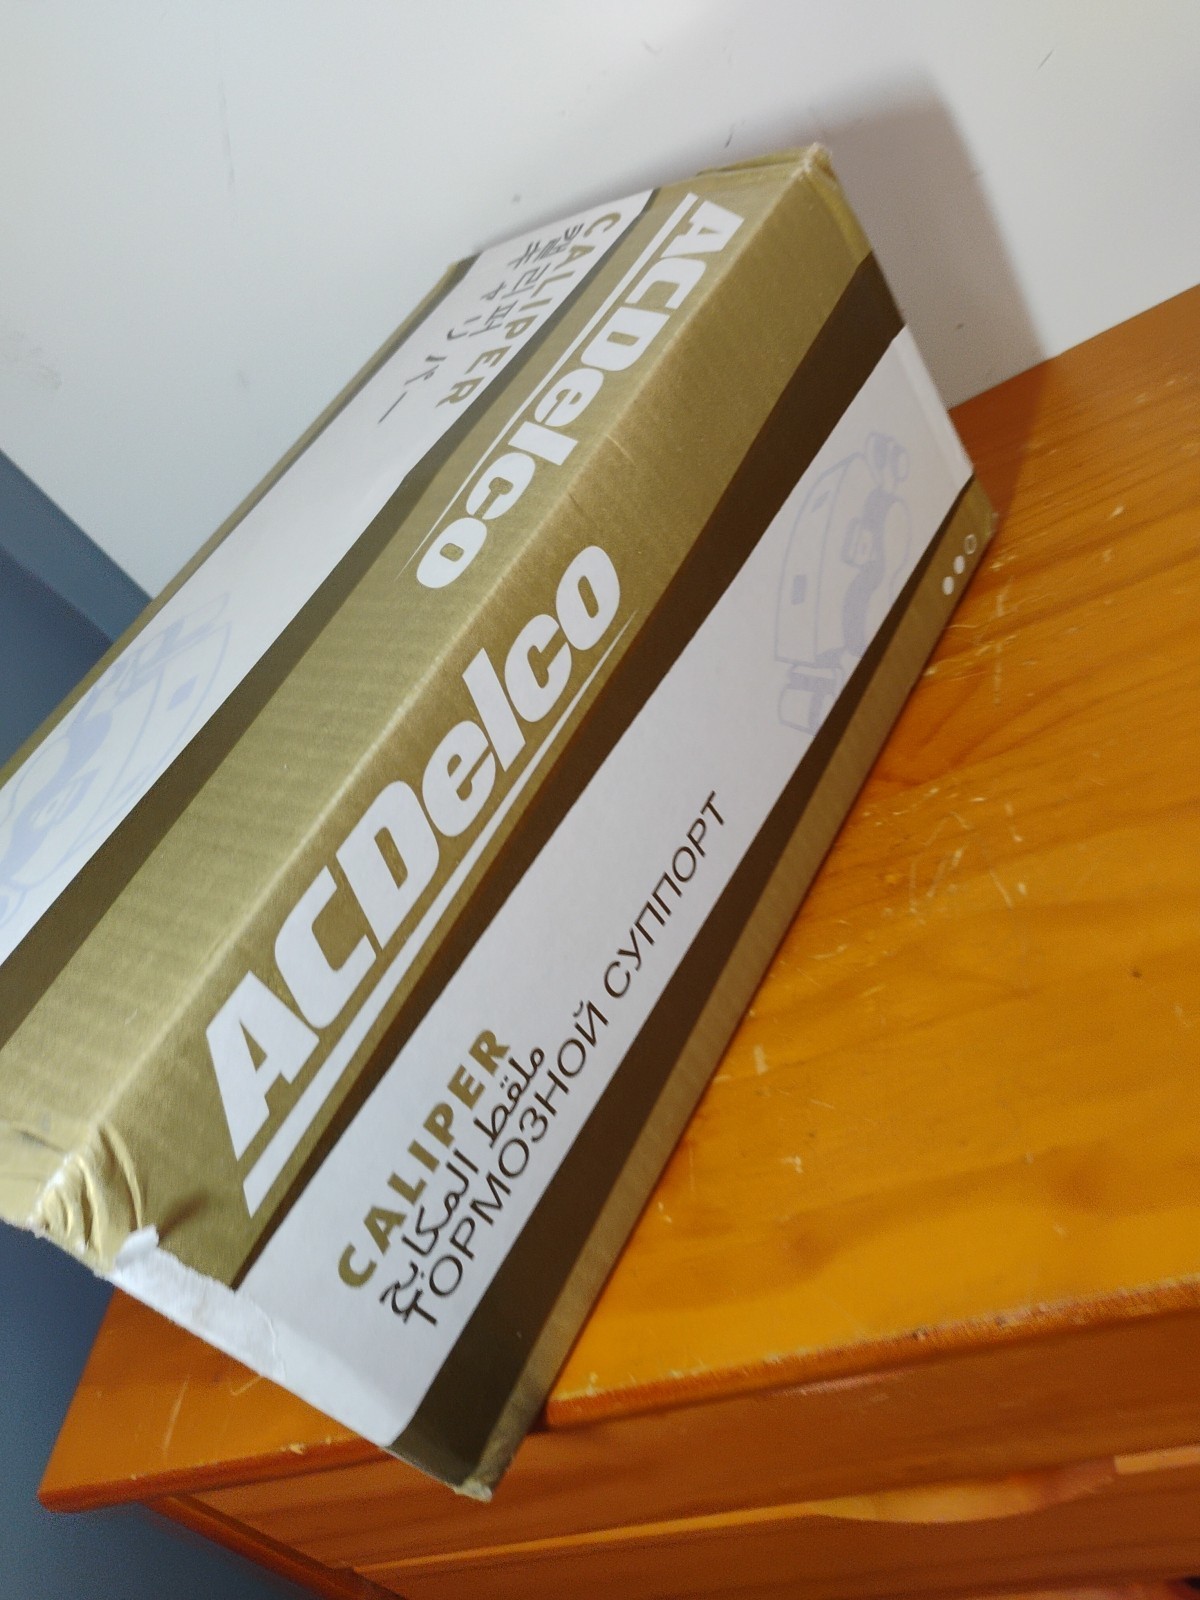 ACDelco
CALIPER
캘리퍼
キャリパー
ACDelco
CALIPER
ملقط المكابح
ТОРМОЗНОЙ СУППОРТ